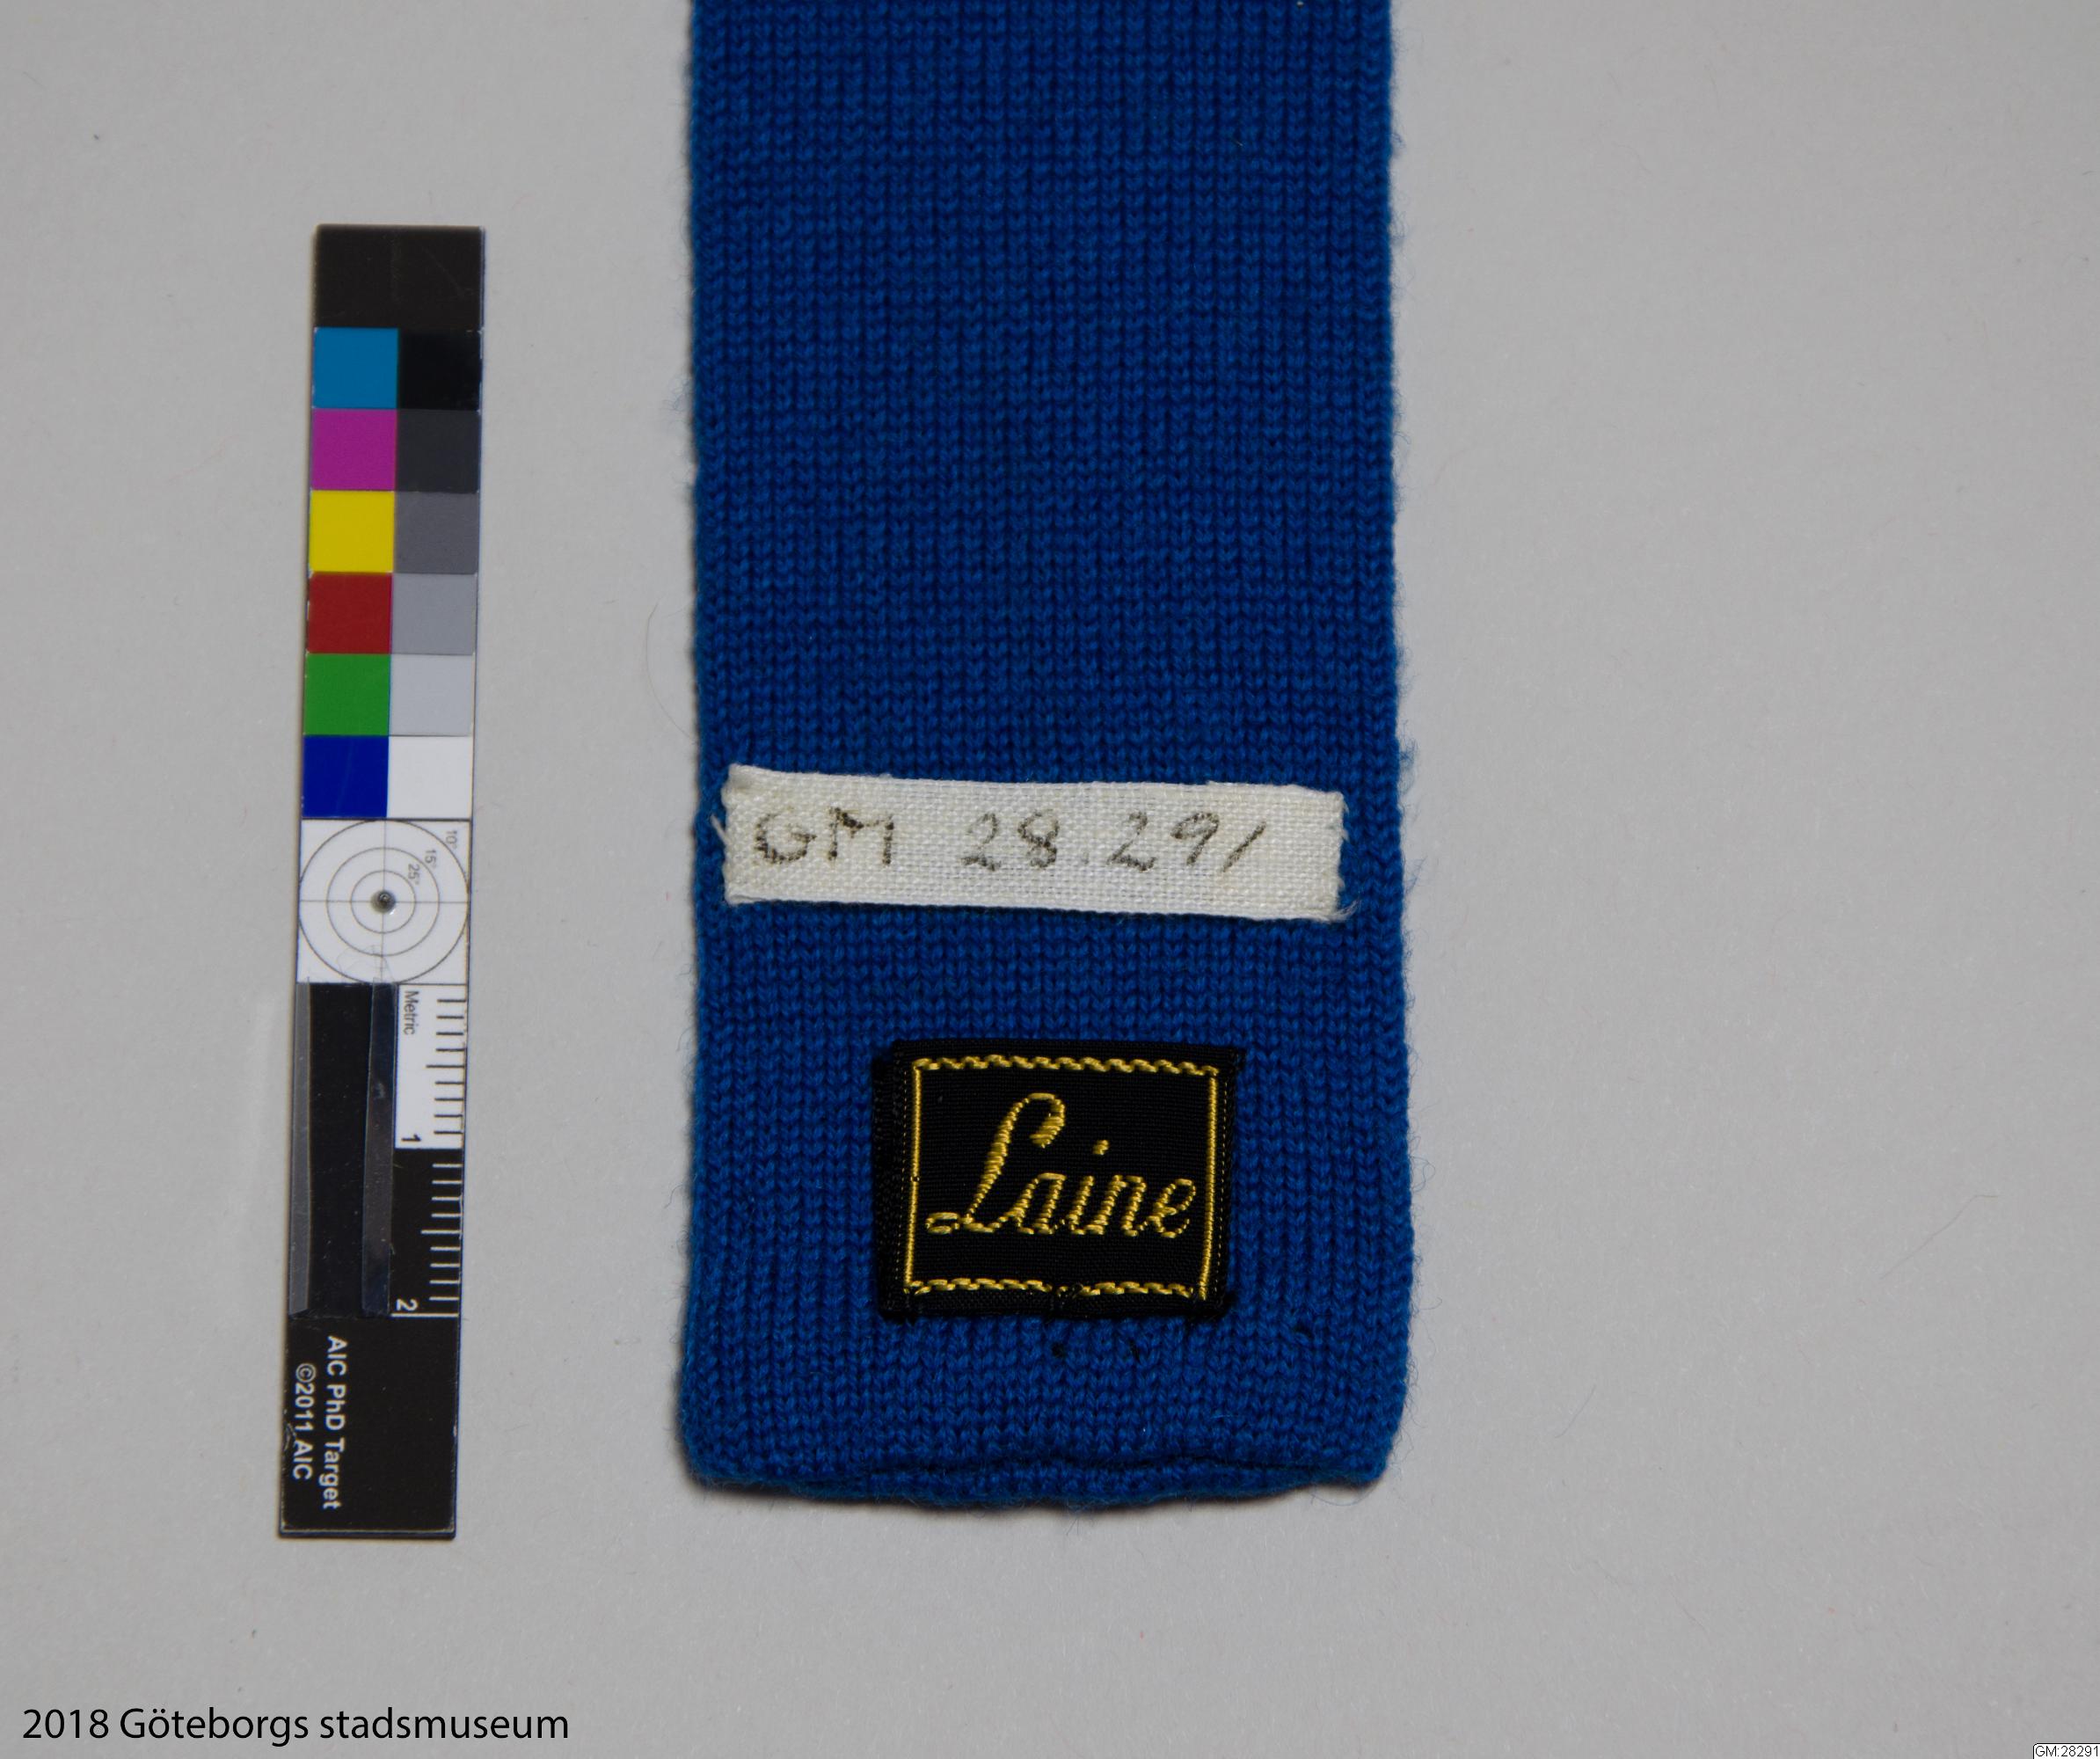 10°
15°
25°
GM 28.291
Metric
1
Laine
2
AIC PhD Target
©2011 AIC
2018 Göteborgs stadsmuseum
GM:28291